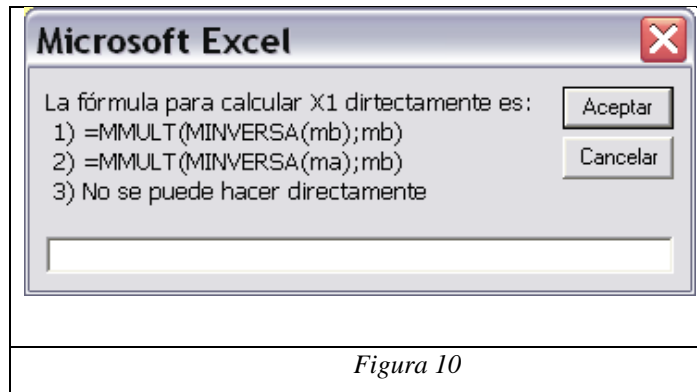 Microsoft Excel
La fórmula para calcular X1 dirtectamente es:
1) =MMULT(MINVERSA(mb);mb)
2) =MMULT(MINVERSA(ma);mb)
3) No se puede hacer directamente
Aceptar
Cancelar
Figura 10